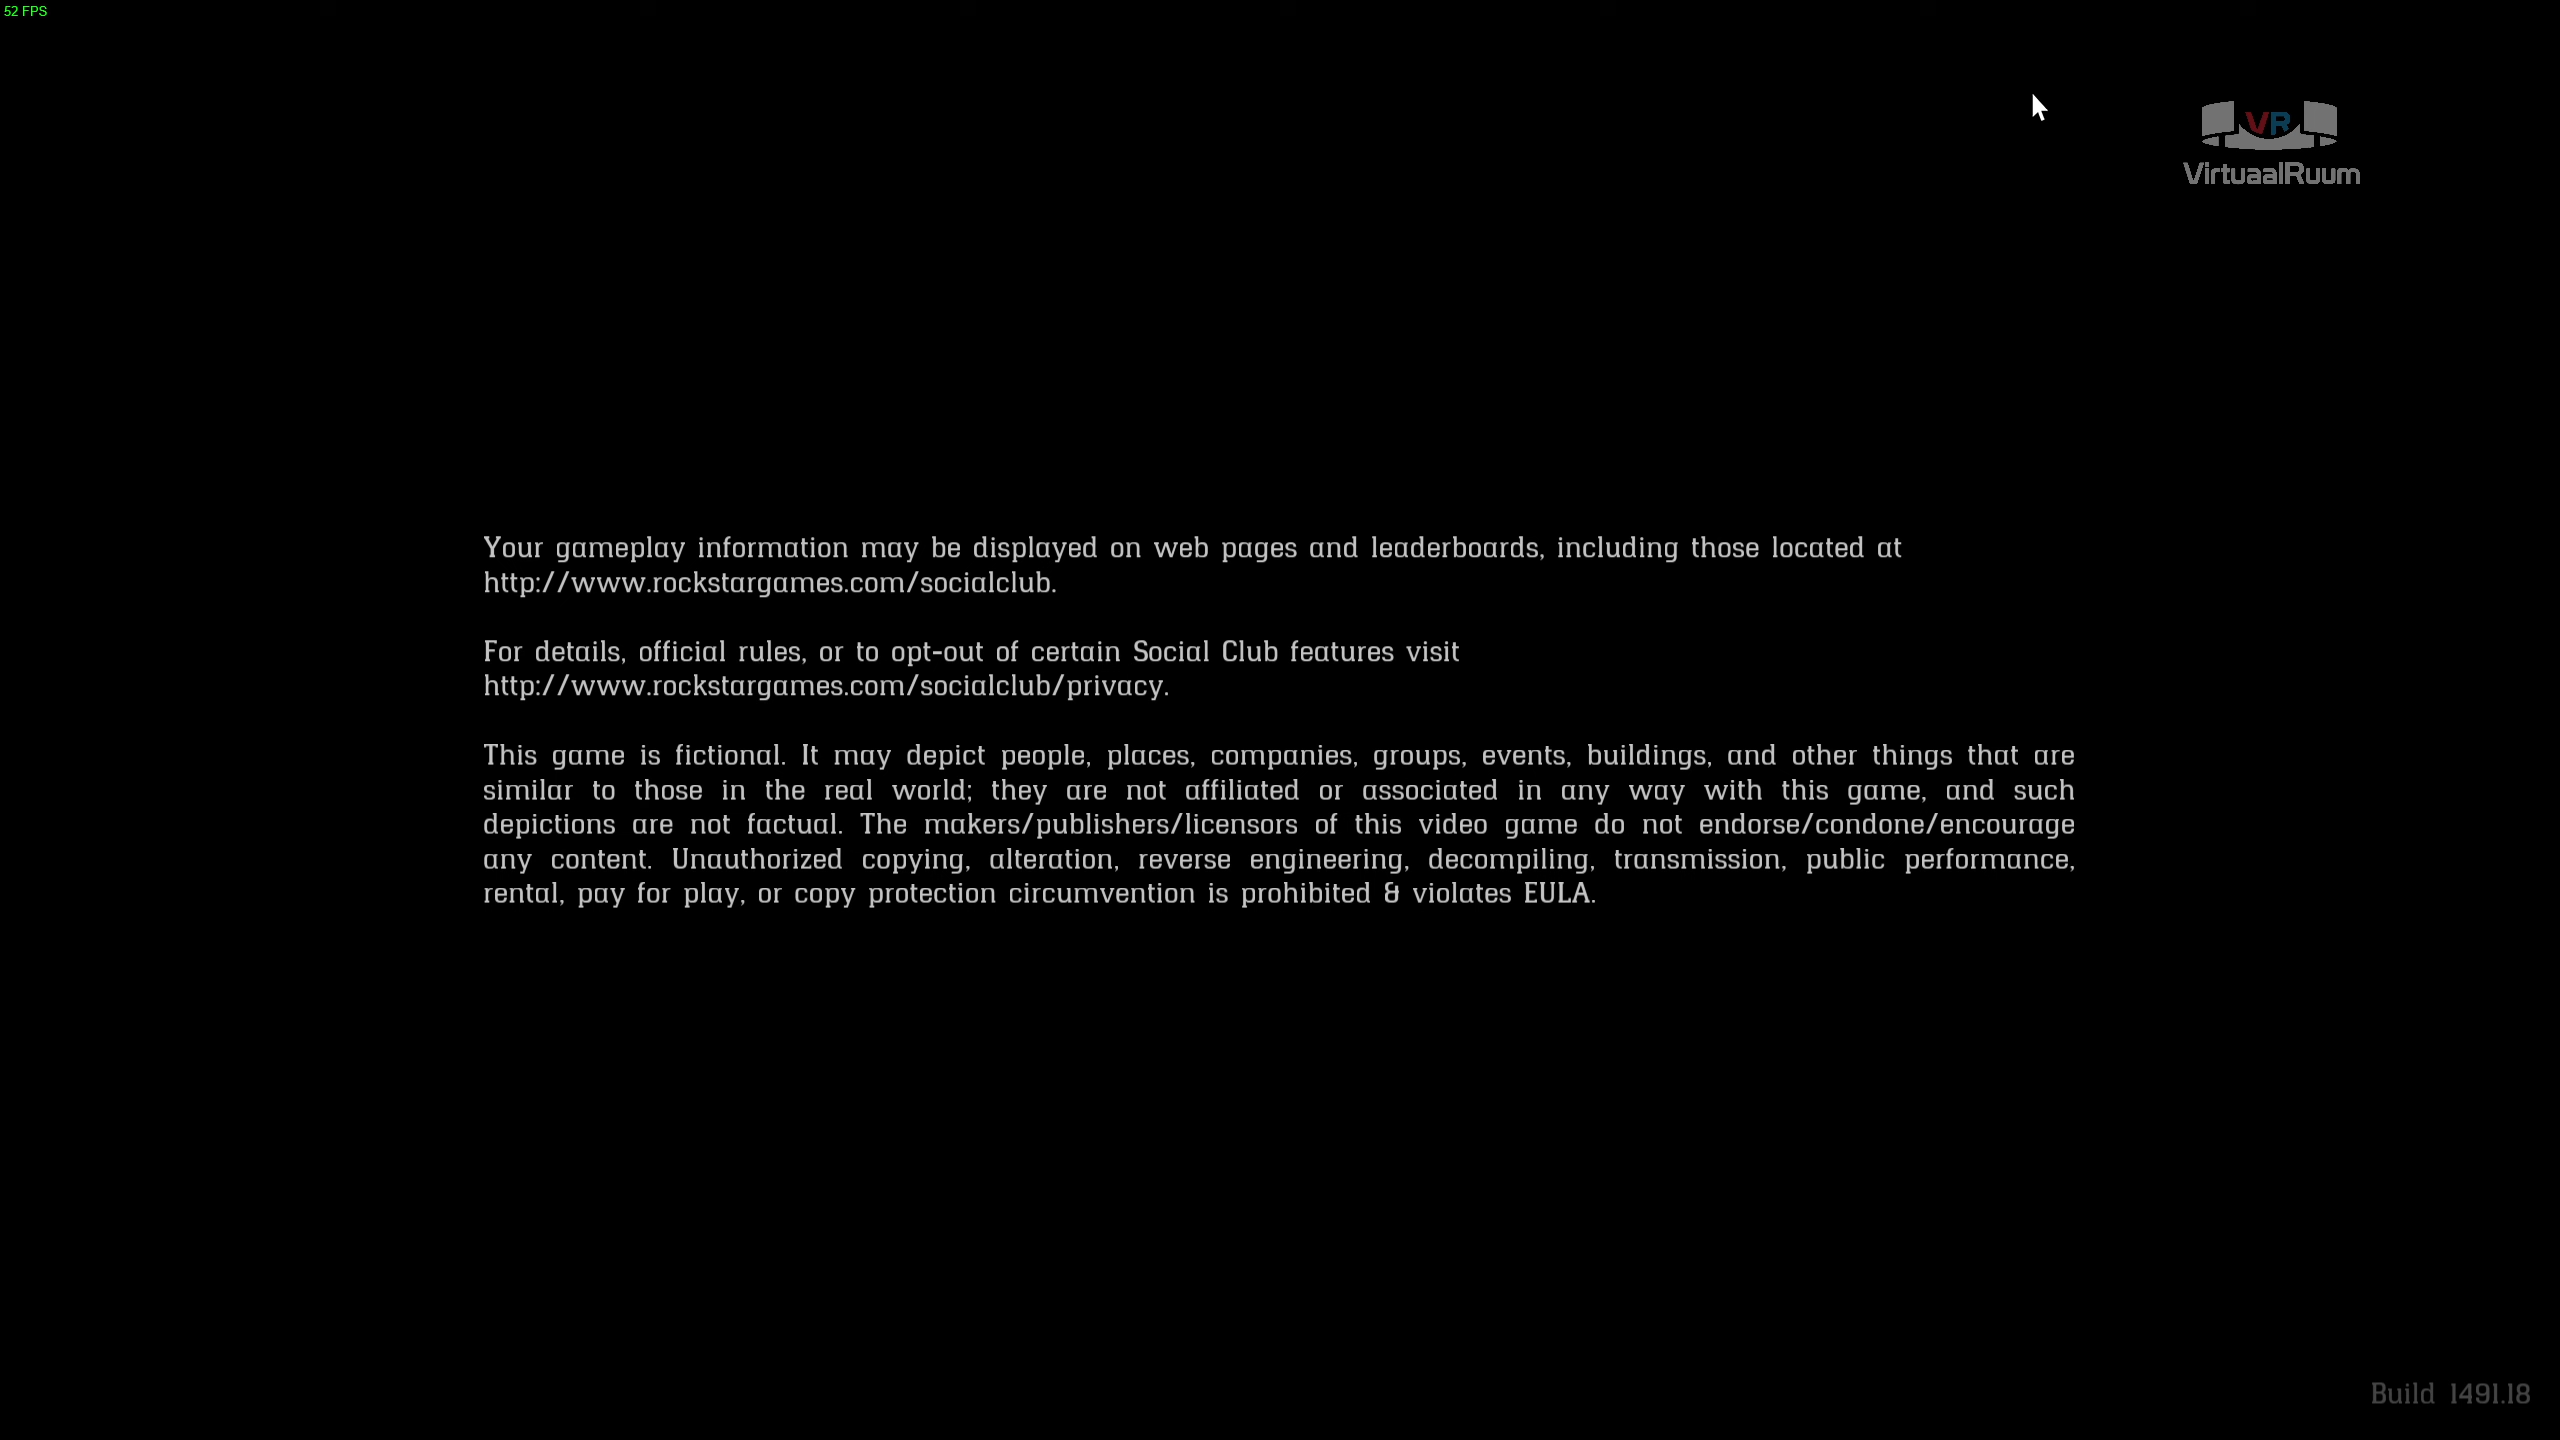 52 FPS
VR
VirtuaalRuum
Your gameplay information may be displayed on web pages and leaderboards, including those located at
http://www.rockstargames.com/socialclub.
For details, official rules, or to opt-out of certain Social Club features visit
http://www.rockstargames.com/socialclub/privacy.
This game is fictional. It may depict people, places, companies, groups, events, buildings, and other things that are
similar to those in the real world; they are not affiliated or associated in any way with this game, and such
depictions are not factual. The makers/publishers/licensors of this video game do not endorse/condone/encourage
any content. Unauthorized copying, alteration, reverse engineering, decompiling, transmission, public performance,
rental, pay for play, or copy protection circumvention is prohibited & violates EULA.
Build 1491.18